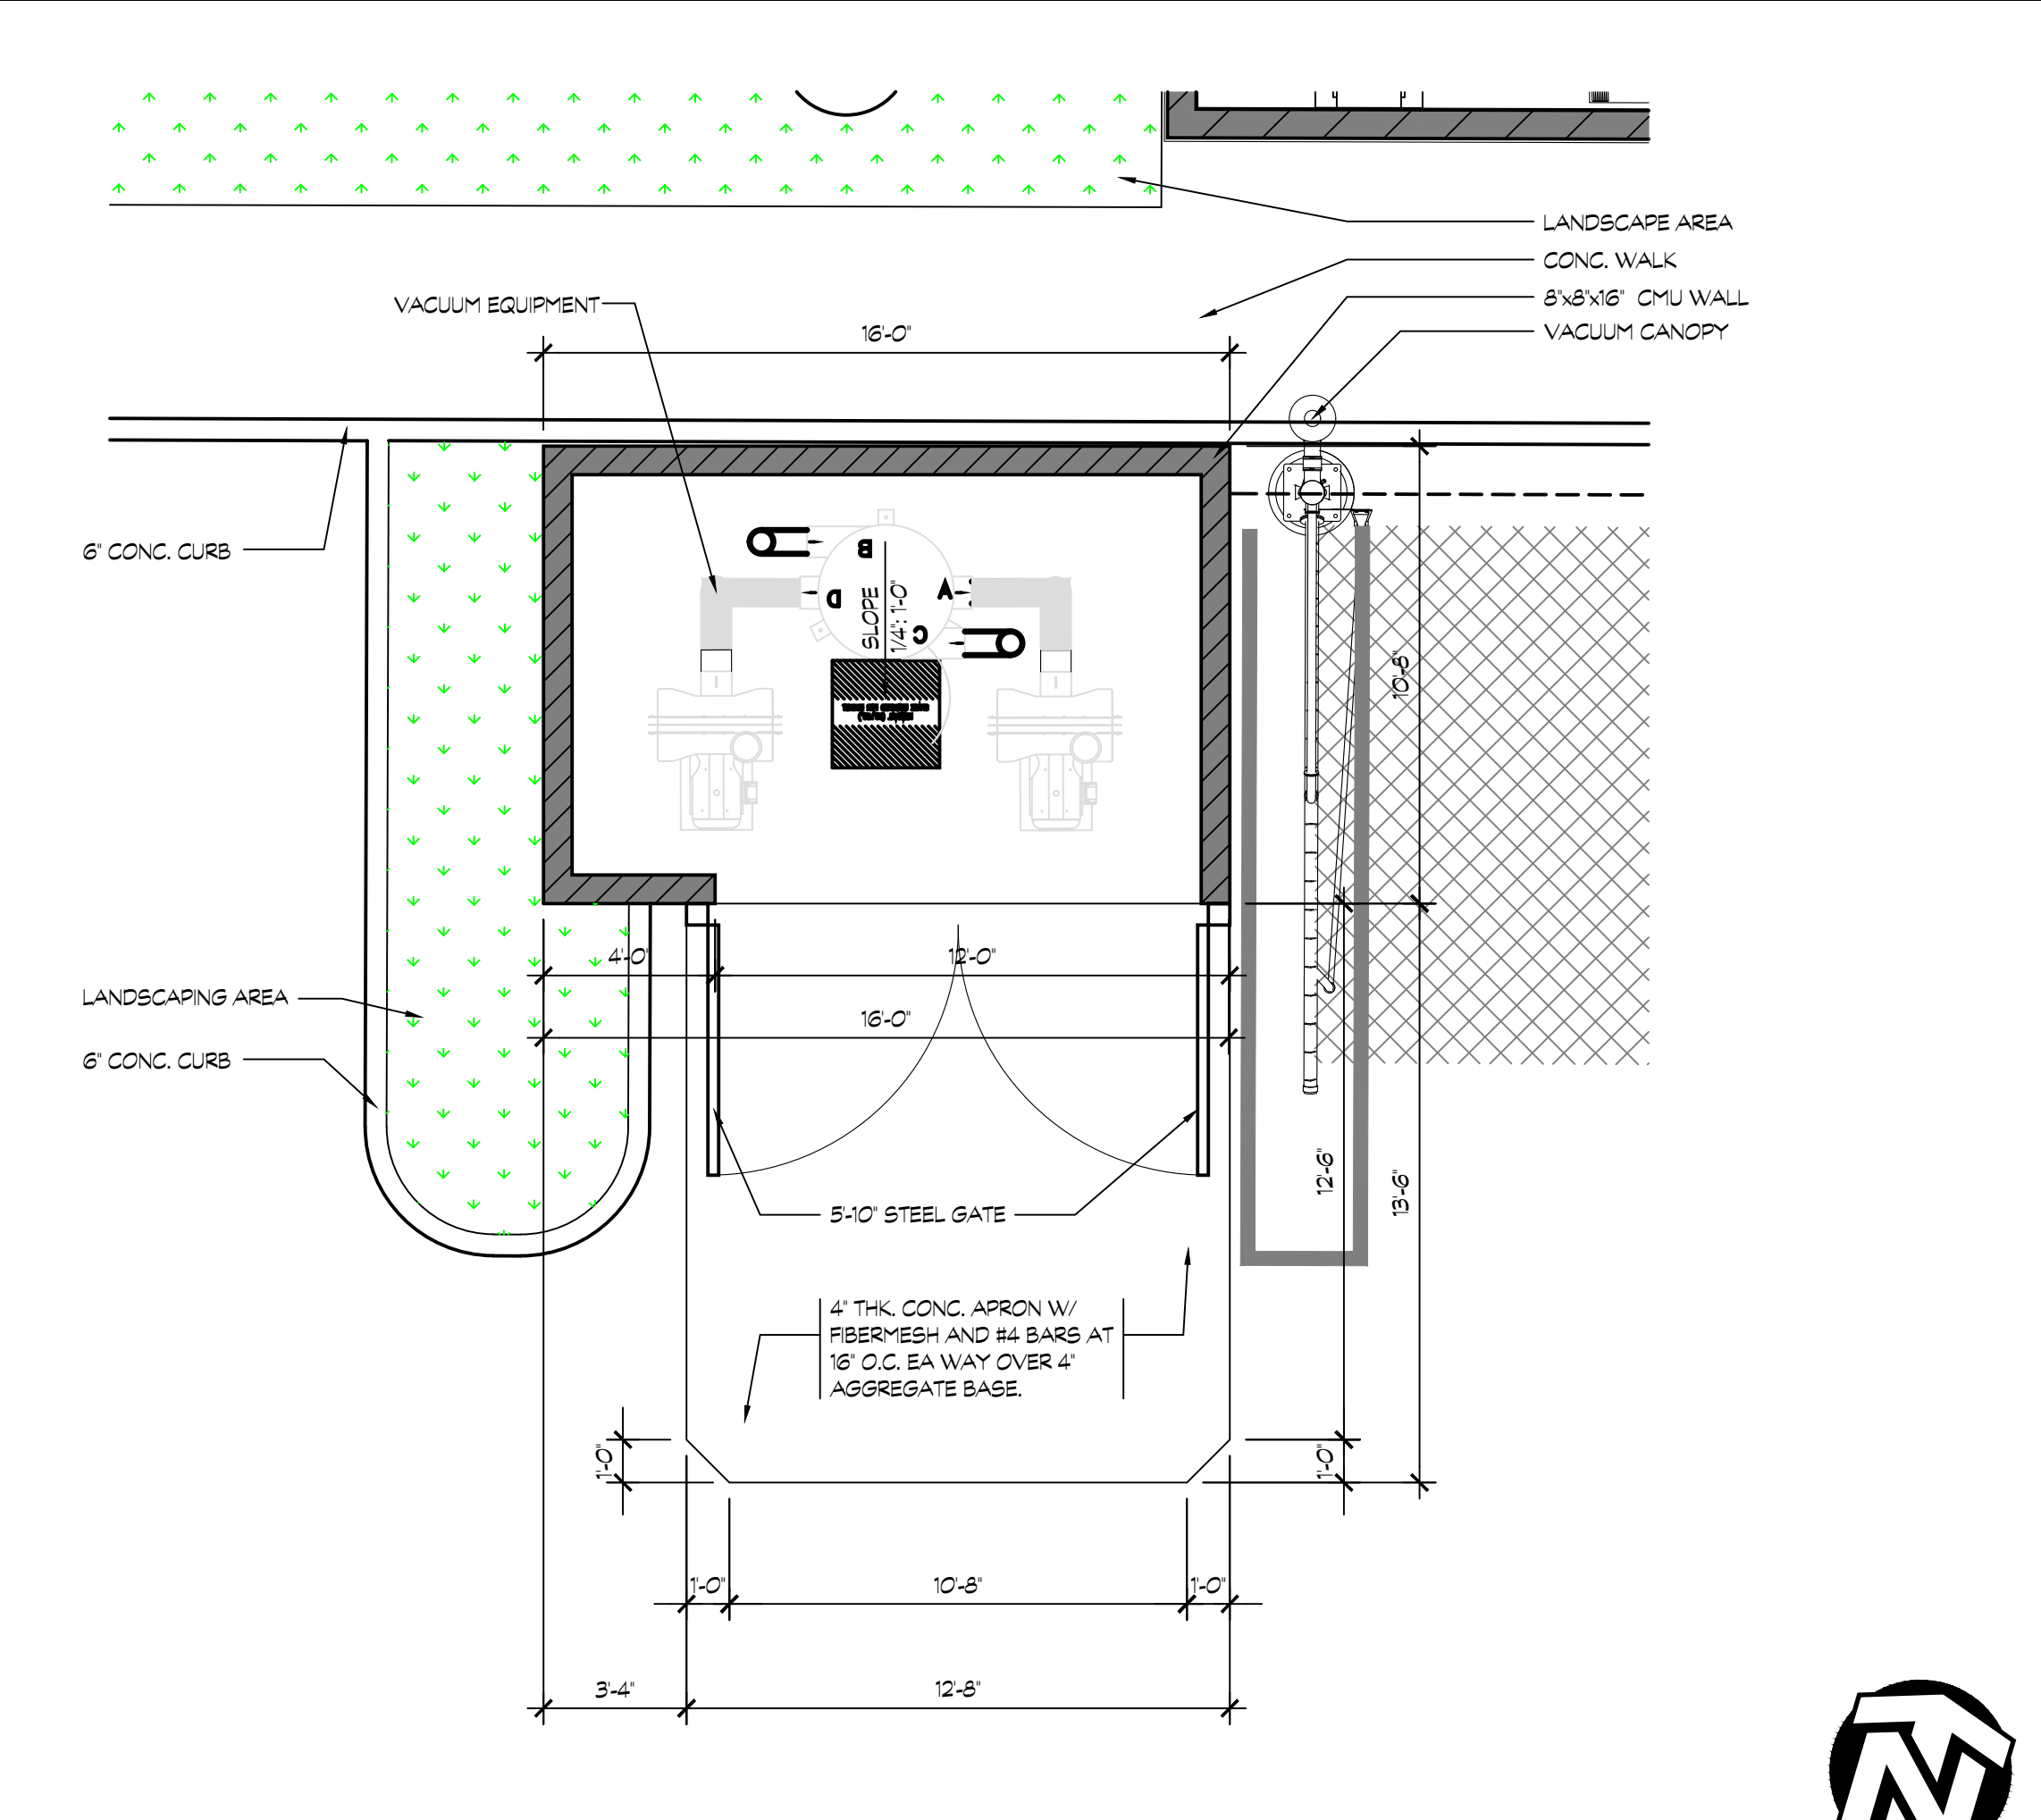 LANDSCAPE AREA
CONC. WALK
8"x8"x16" CMU WALL
VACUUM CANOPY
VACUUM EQUIPMENT
16'-0"
6" CONC. CURB
B
D
A
C
SLOPE
1/4" : 1'-0"
10'-8"
4'-0"
12'-0"
16'-0"
LANDSCAPING AREA
6" CONC. CURB
12'-6"
13'-6"
5'-10" STEEL GATE
4" THK. CONC. APRON W/
FIBERMESH AND #4 BARS AT
16" O.C. EA WAY OVER 4"
AGGREGATE BASE.
1'-0"
1'-0"
1'-0"
10'-8"
1'-0"
3'-4"
12'-8"
N